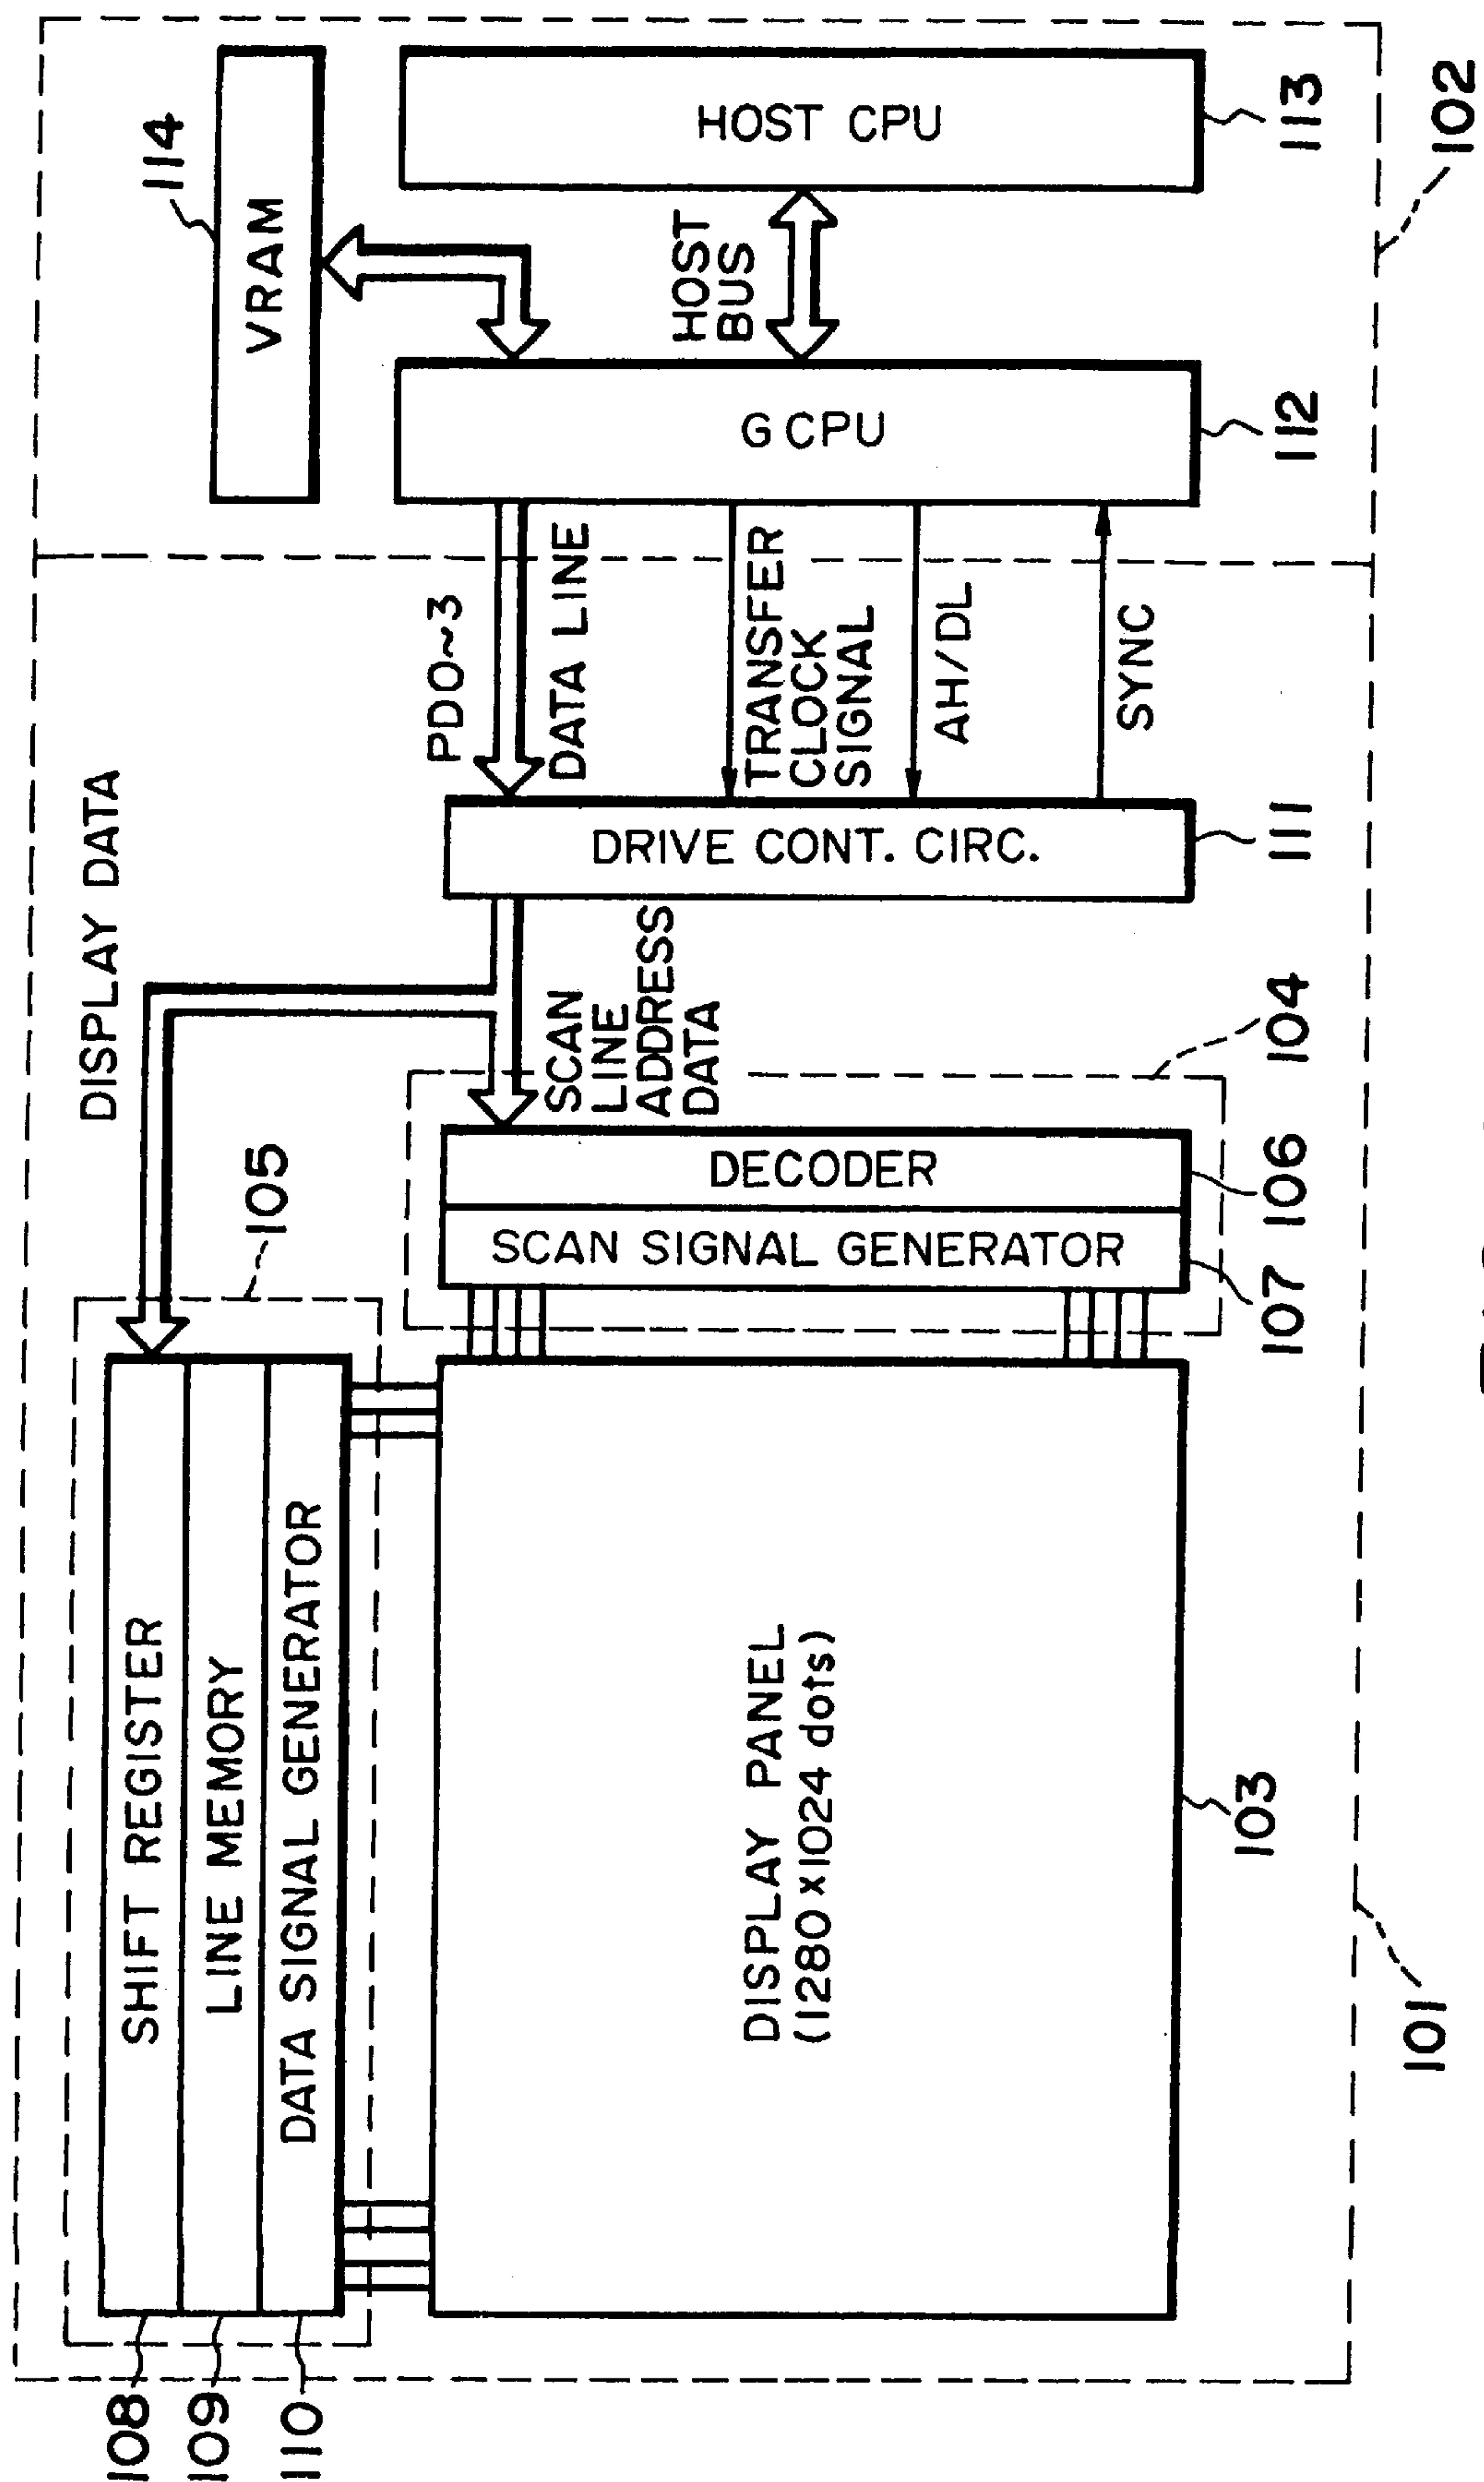 108
109
110
SHIFT REGISTER
LINE MEMORY
DATA SIGNAL GENERATOR
105
DISPLAY DATA
114
VRAM
DISPLAY PANEL
(1280 x 1024 dots)
103
101
SCAN SIGNAL GENERATOR
107
DECODER
106
104
SCAN
LINE
ADDRESS
DATA
DRIVE CONT. CIRC.
111
PD0~3
DATA LINE
TRANSFER
CLOCK
SIGNAL
AH/DL
SYNC
G CPU
112
HOST
BUS
HOST CPU
113
102